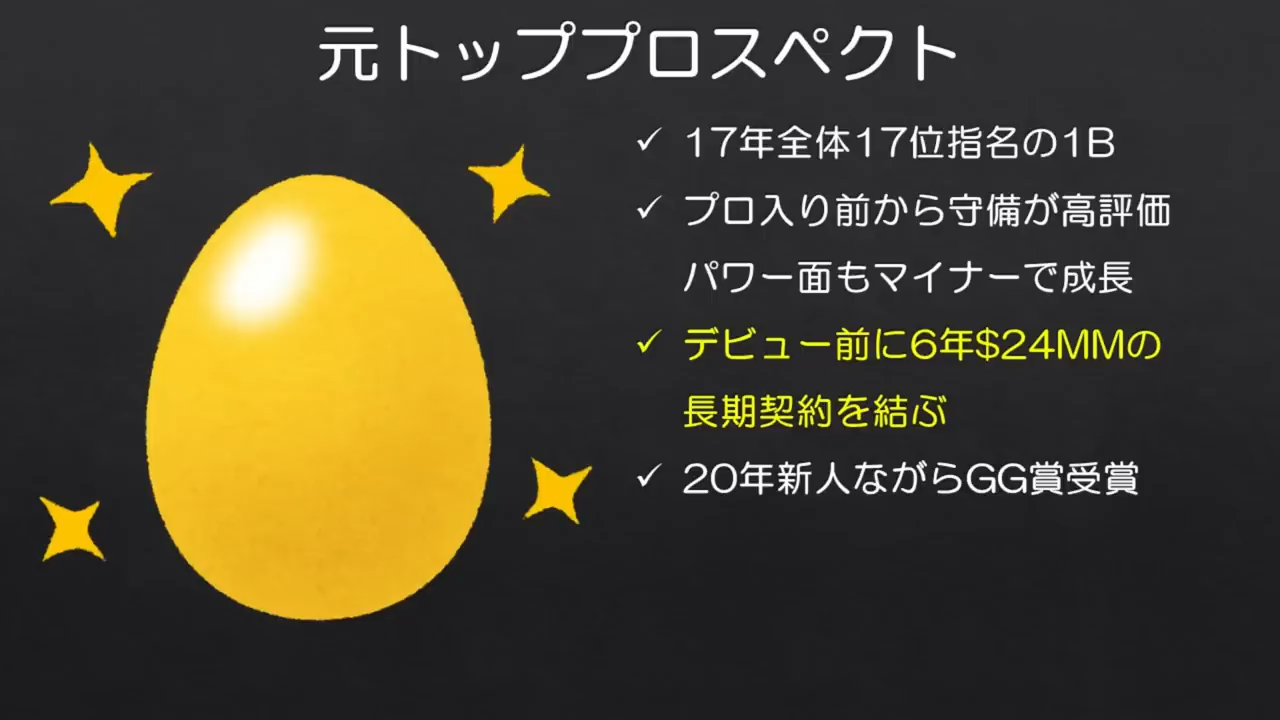 元トッププロスペクト
✓ 17年全体17位指名の1B
✓ プロ入り前から守備が高評価
パワー面もマイナーで成長
✓ デビュー前に6年$24MMの
長期契約を結ぶ
✓ 20年新人ながらGG賞受賞